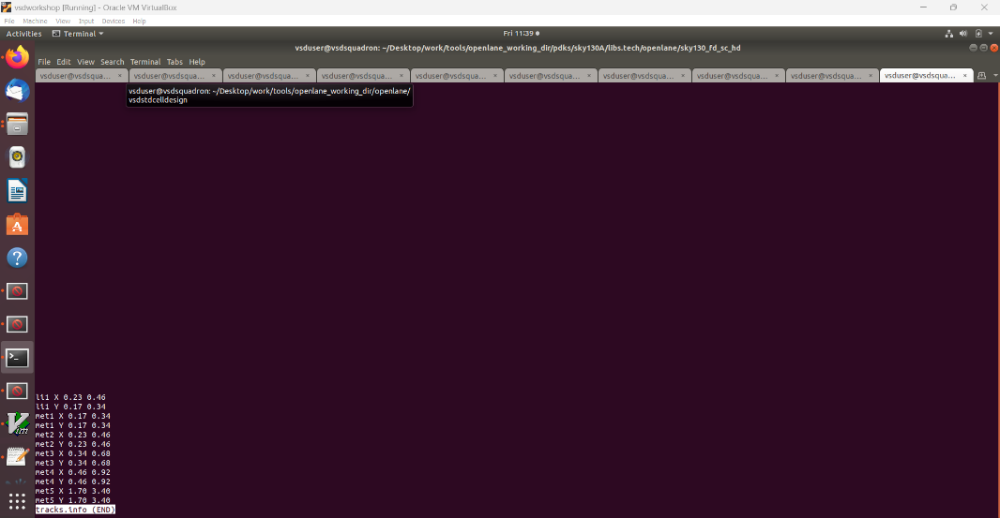 vsdworkshop [Running] - Oracle VM VirtualBox
File Machine View Input Devices Help
Activities Terminal Fri 11:39
vsduser@vsdsquadron: ~/Desktop/work/tools/openlane_working_dir/pdks/sky130A/libs.tech/openlane/sky130_fd_sc_hd
File Edit View Search Terminal Tabs Help
vsduser@vsdsqua... × vsduser@vsdsqua... × vsduser@vsdsqua... × vsduser@vsdsqua... × vsduser@vsdsqua... × vsduser@vsdsqua... × vsduser@vsdsqua... × vsduser@vsdsqua... × vsduser@vsdsqua... × vsduser@vsdsqua... ×
vsduser@vsdsquadron: ~/Desktop/work/tools/openlane_working_dir/openlane/
vsdstdcelldesign
li1 X 0.23 0.46
li1 Y 0.17 0.34
met1 X 0.17 0.34
met1 Y 0.17 0.34
met2 X 0.23 0.46
met2 Y 0.23 0.46
met3 X 0.34 0.68
met3 Y 0.34 0.68
met4 X 0.46 0.92
met4 Y 0.46 0.92
met5 X 1.70 3.40
met5 Y 1.70 3.40
tracks.info (END)